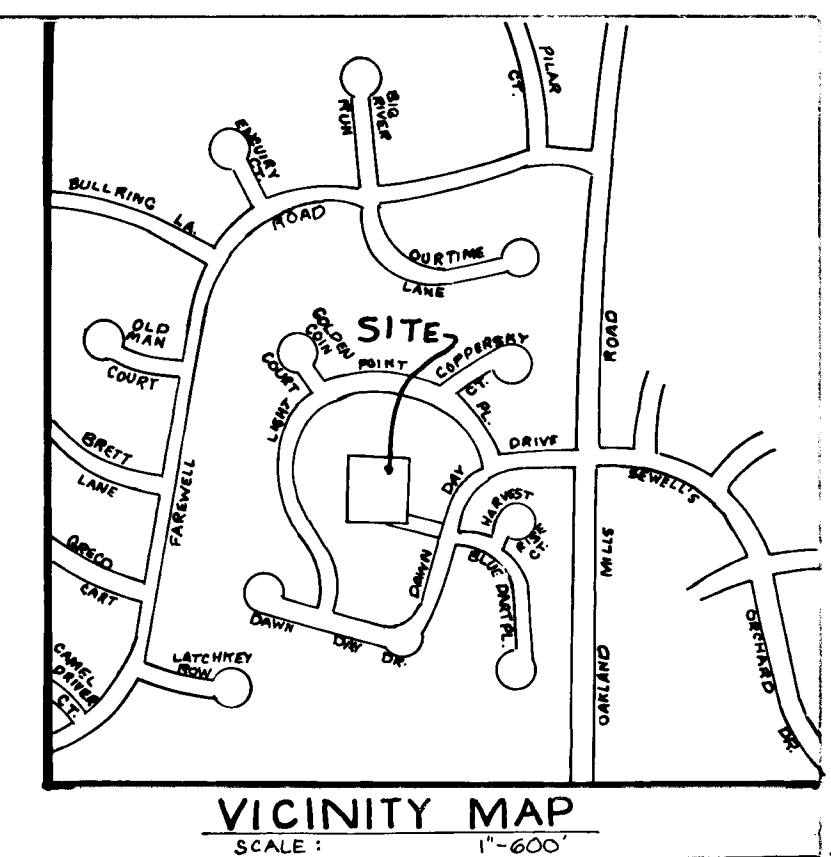 PILAR
CT.
BIG
RIVER
RUN
ENQUIRY
CT.
BULLRING
LA.
ROAD
OURTIME
LANE
OLD
MAN
COURT
GOLDEN
COIN
COURT
SITE
POINT
LIGHT
COPPERSKY
CT.
PL.
ROAD
DRIVE
BRETT
LANE
FAREWELL
DAY
SEWELL'S
HARVEST
RISE
CT.
GRECO
CART
DAWN
BLUE DART PL.
MILLS
DAWN
DAY
DR.
CAMEL
DRIVER
CT.
LATCHKEY
ROW
OAKLAND
ORCHARD
DR.
VICINITY MAP
SCALE: 1"-600'